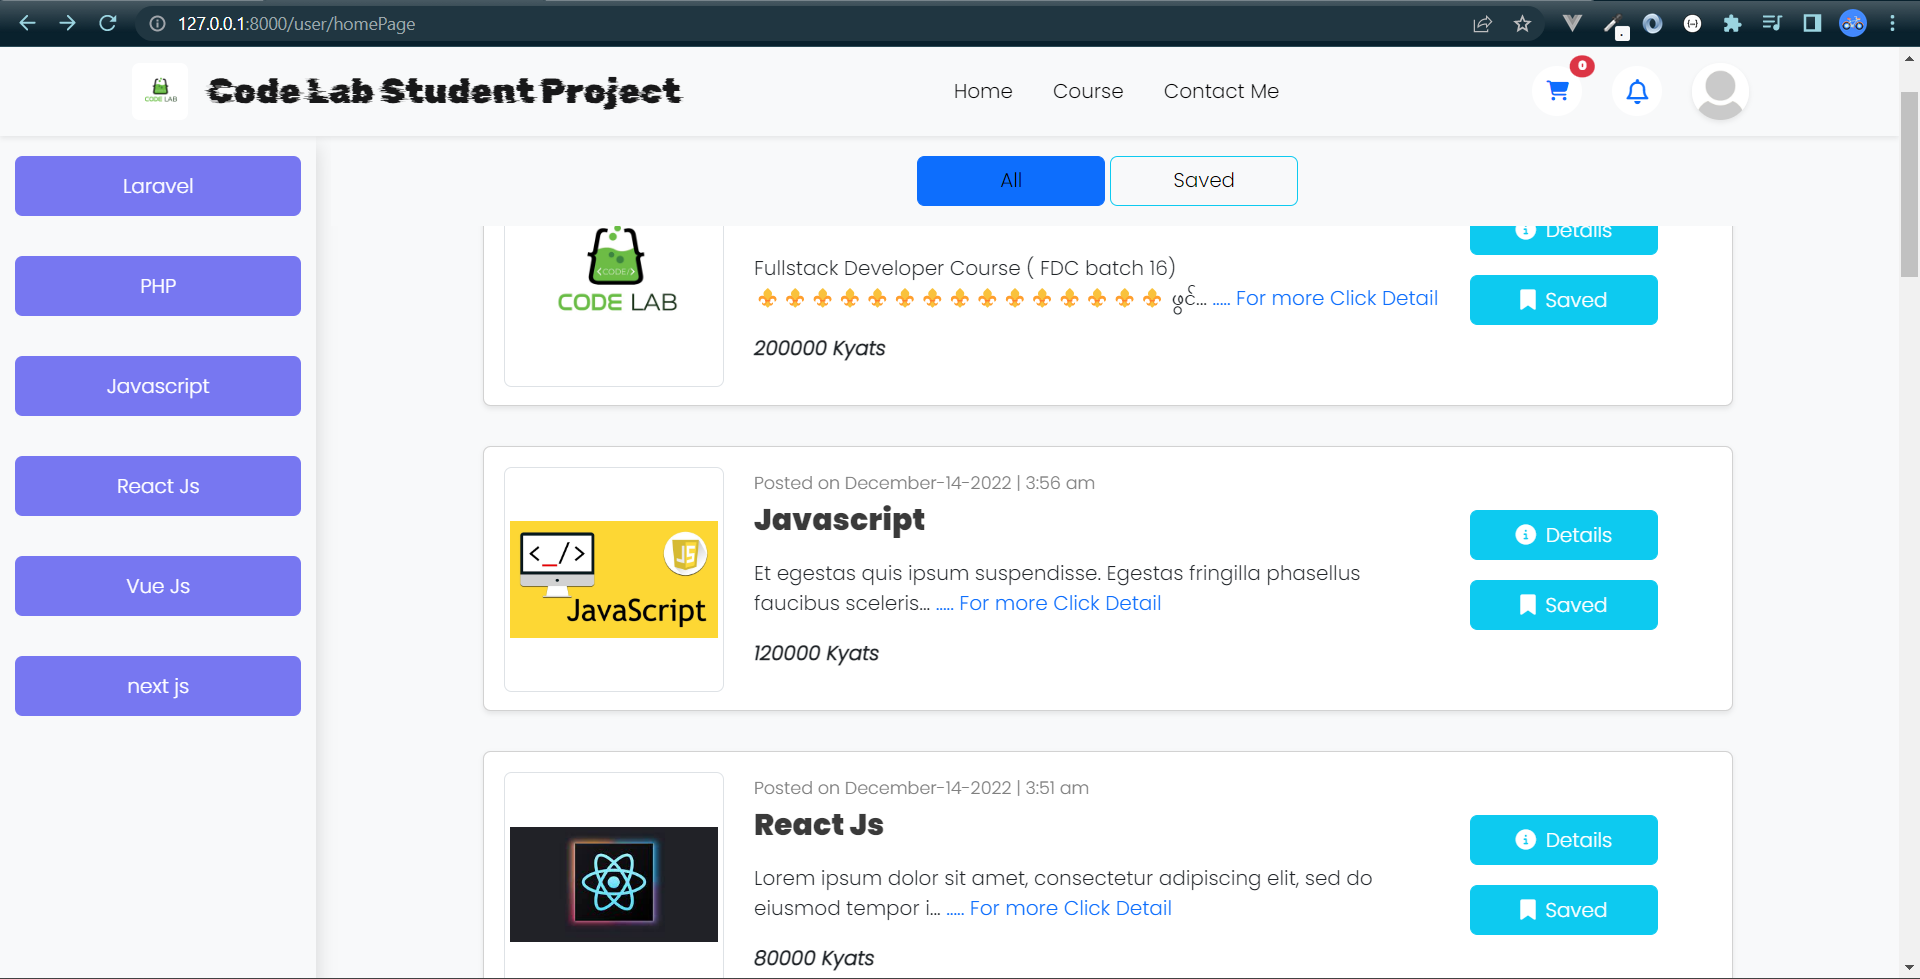 127.0.0.1:8000/user/homePage
CODE LAB
Code Lab Student Project
Home
Course
Contact Me
0
Laravel
PHP
Javascript
React Js
Vue Js
next js
All
Saved
<CODE/>
CODE LAB
Fullstack Developer Course ( FDC batch 16)
⚜ ⚜ ⚜ ⚜ ⚜ ⚜ ⚜ ⚜ ⚜ ⚜ ⚜ ⚜ ⚜ ⚜ ⚜ ဖွင်... ..... For more Click Detail
200000 Kyats
Details
Saved
<_/>
JS
JavaScript
Posted on December-14-2022 | 3:56 am
Javascript
Et egestas quis ipsum suspendisse. Egestas fringilla phasellus
faucibus sceleris... ..... For more Click Detail
120000 Kyats
Details
Saved
Posted on December-14-2022 | 3:51 am
React Js
Lorem ipsum dolor sit amet, consectetur adipiscing elit, sed do
eiusmod tempor i... ..... For more Click Detail
80000 Kyats
Details
Saved